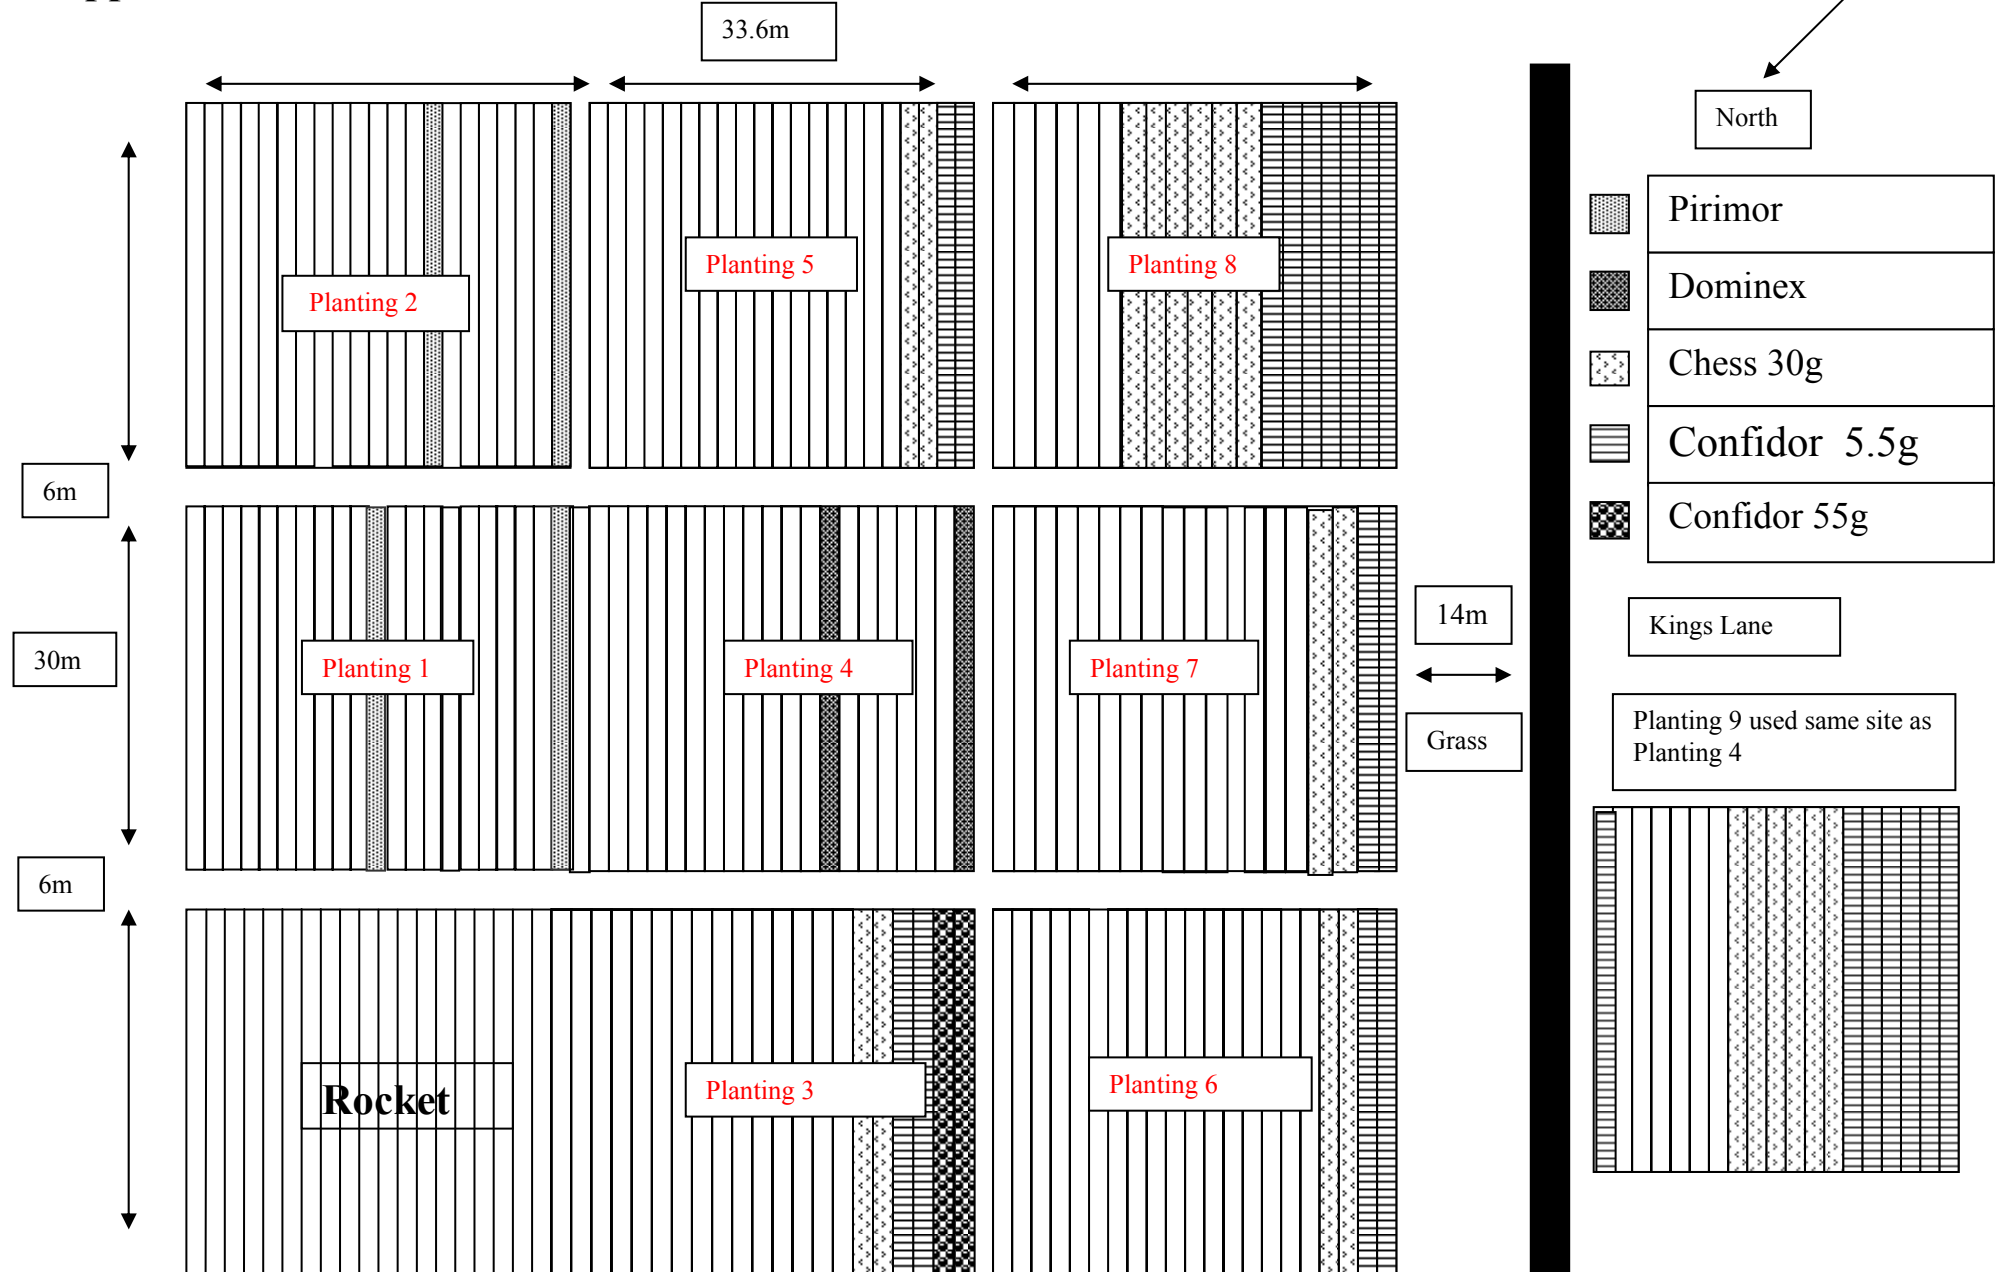 33.6m
North
Pirimor
Dominex
Chess 30g
Confidor 5.5g
Confidor 55g
Planting 2
Planting 5
Planting 8
6m
30m
Planting 1
Planting 4
Planting 7
14m
Grass
Kings Lane
Planting 9 used same site as
Planting 4
6m
Rocket
Planting 3
Planting 6